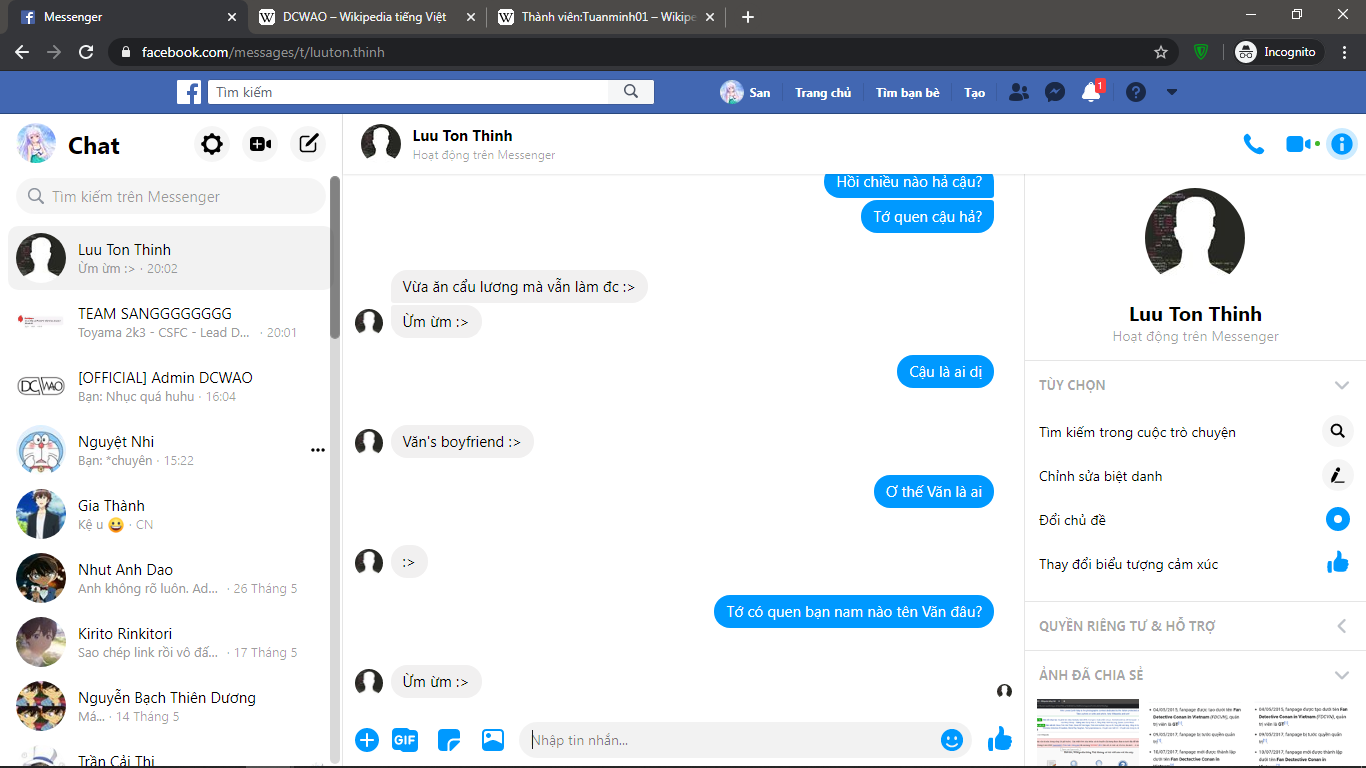 Messenger
DCWAO – Wikipedia tiếng Việt
Thành viên:Tuanminh01 – Wikipe
facebook.com/messages/t/luuton.thinh
Incognito
Tìm kiếm
San
Trang chủ
Tìm bạn bè
Tạo
1
Chat
Tìm kiếm trên Messenger
Luu Ton Thinh
Ừm ừm :> · 20:02
TEAM SANGGGGGGGG
Toyama 2k3 - CSFC - Lead D... · 20:01
[OFFICIAL] Admin DCWAO
Bạn: Nhục quá huhu · 16:04
Nguyệt Nhi
Bạn: *chuyên · 15:22
Gia Thành
Kệ u 😀 · CN
Nhut Anh Dao
Anh không rõ luôn. Ad... · 26 Tháng 5
Kirito Rinkitori
Sao chép link rồi vô đấ... · 17 Tháng 5
Nguyễn Bạch Thiên Dương
Má... · 14 Tháng 5
Trần Cải Thi
Luu Ton Thinh
Hoạt động trên Messenger
Hồi chiều nào hả cậu?
Tớ quen cậu hả?
Vừa ăn cẩu lương mà vẫn làm đc :>
Ừm ừm :>
Cậu là ai dị
Văn's boyfriend :>
Ơ thế Văn là ai
:>
Tớ có quen bạn nam nào tên Văn đâu?
Ừm ừm :>
GIF
Nhập tin nhắn...
Luu Ton Thinh
Hoạt động trên Messenger
TÙY CHỌN
Tìm kiếm trong cuộc trò chuyện
Chỉnh sửa biệt danh
Đổi chủ đề
Thay đổi biểu tượng cảm xúc
QUYỀN RIÊNG TƯ & HỖ TRỢ
ẢNH ĐÃ CHIA SẺ